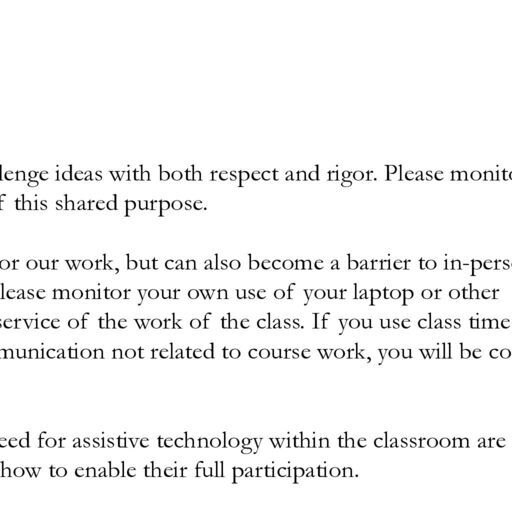 lenge ideas with both respect and rigor. Please monito
f this shared purpose.
or our work, but can also become a barrier to in-pers
lease monitor your own use of your laptop or other
service of the work of the class. If you use class time
munication not related to course work, you will be co
eed for assistive technology within the classroom are
how to enable their full participation.